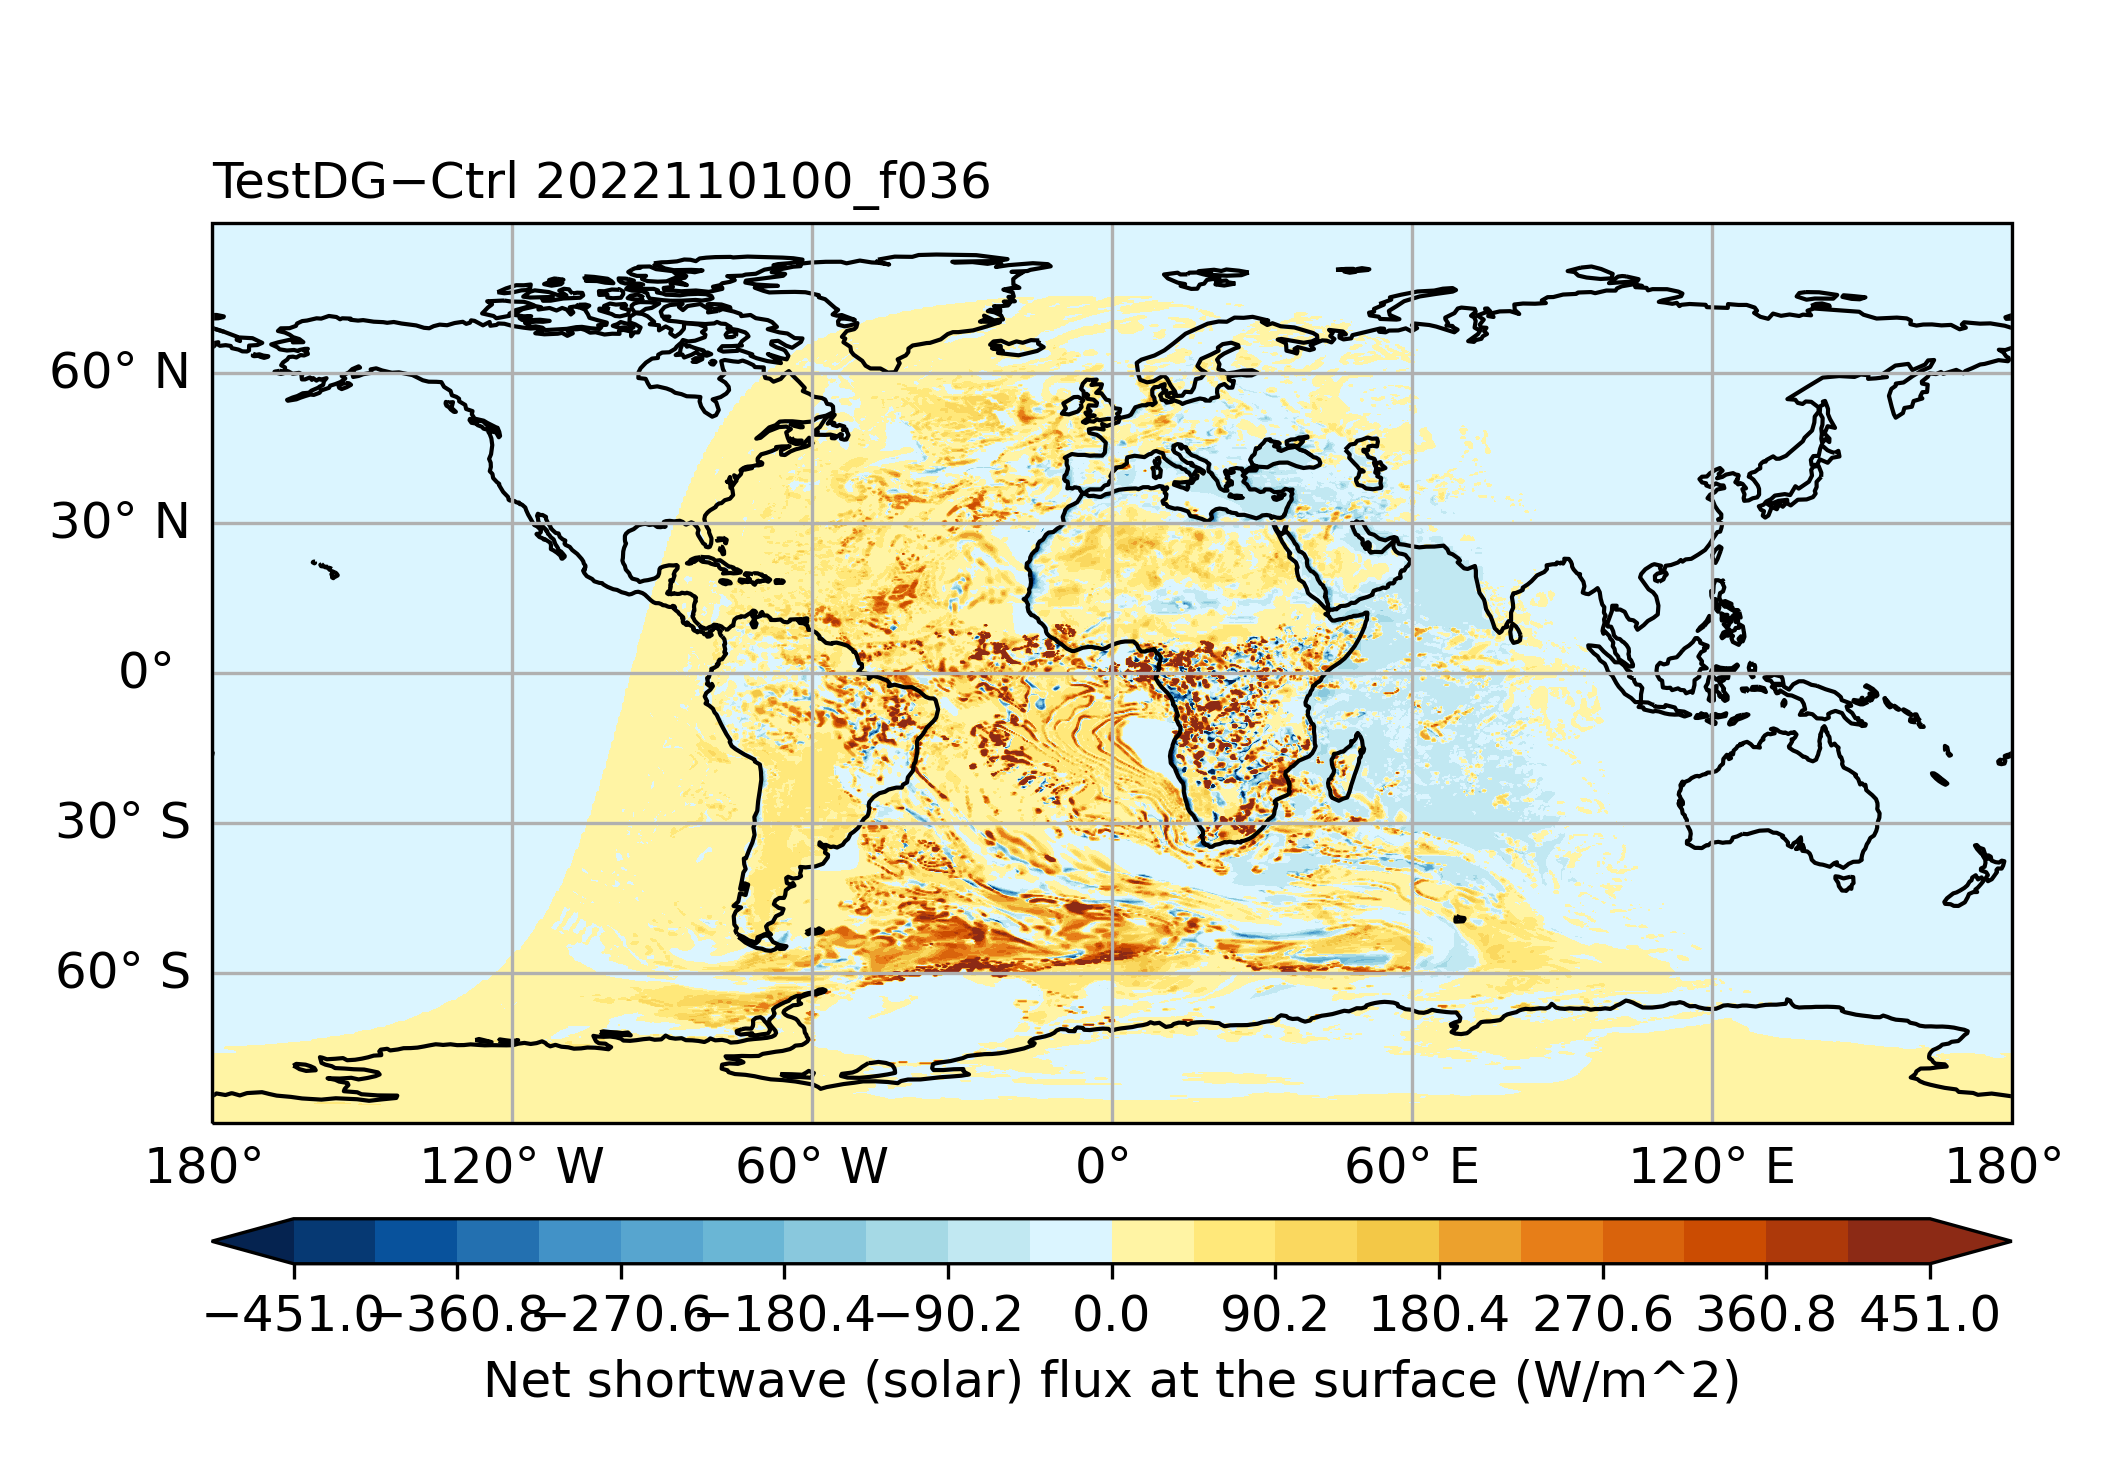 TestDG−Ctrl 2022110100_f036
60° N
30° N
0°
30° S
60° S
180° 120° W 60° W 0° 60° E 120° E 180°
−451.0 −360.8 −270.6 −180.4 −90.2 0.0 90.2 180.4 270.6 360.8 451.0
Net shortwave (solar) flux at the surface (W/m^2)